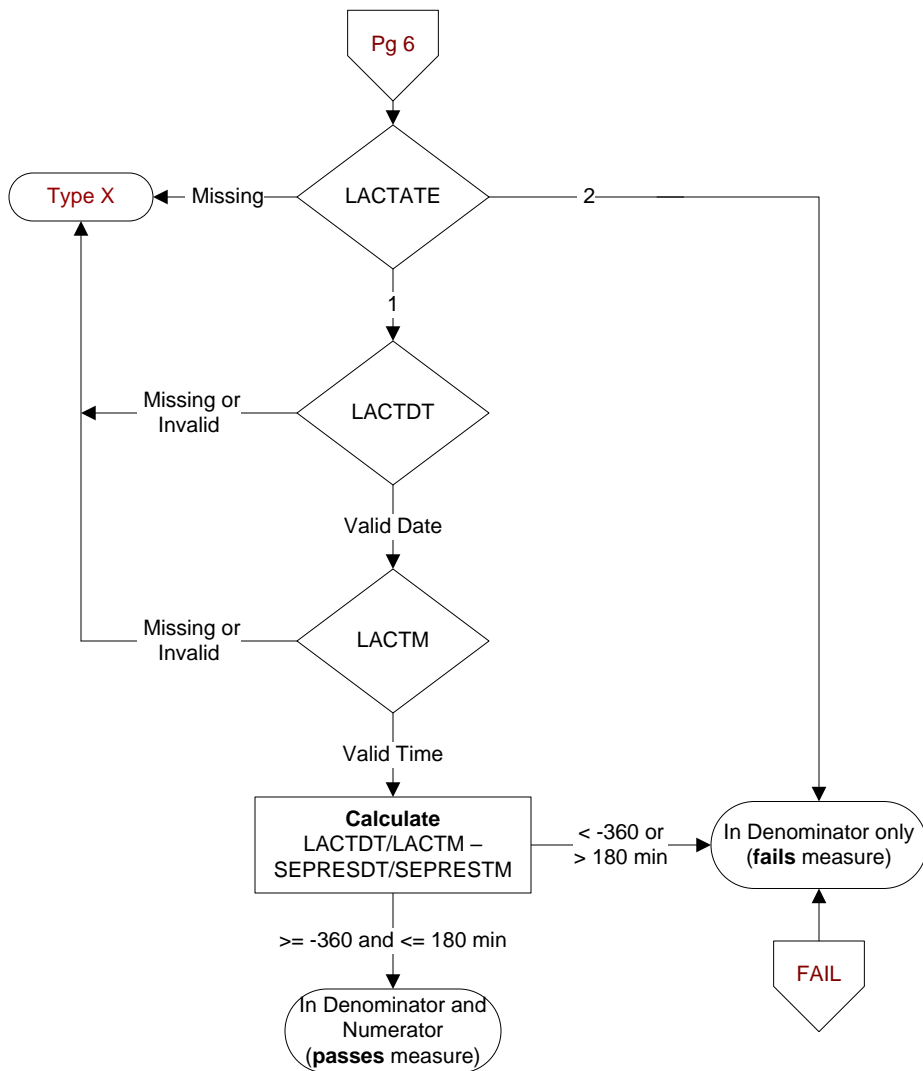 Pg 6
Type X
Missing
LACTATE
2
1
Missing or
Invalid
LACTDT
Valid Date
Missing or
Invalid
LACTM
Valid Time
Calculate
LACTDT/LACTM –
SEPRESDT/SEPRESTM
< -360 or
> 180 min
In Denominator only
(fails measure)
>= -360 and <= 180 min
FAIL
In Denominator and
Numerator
(passes measure)